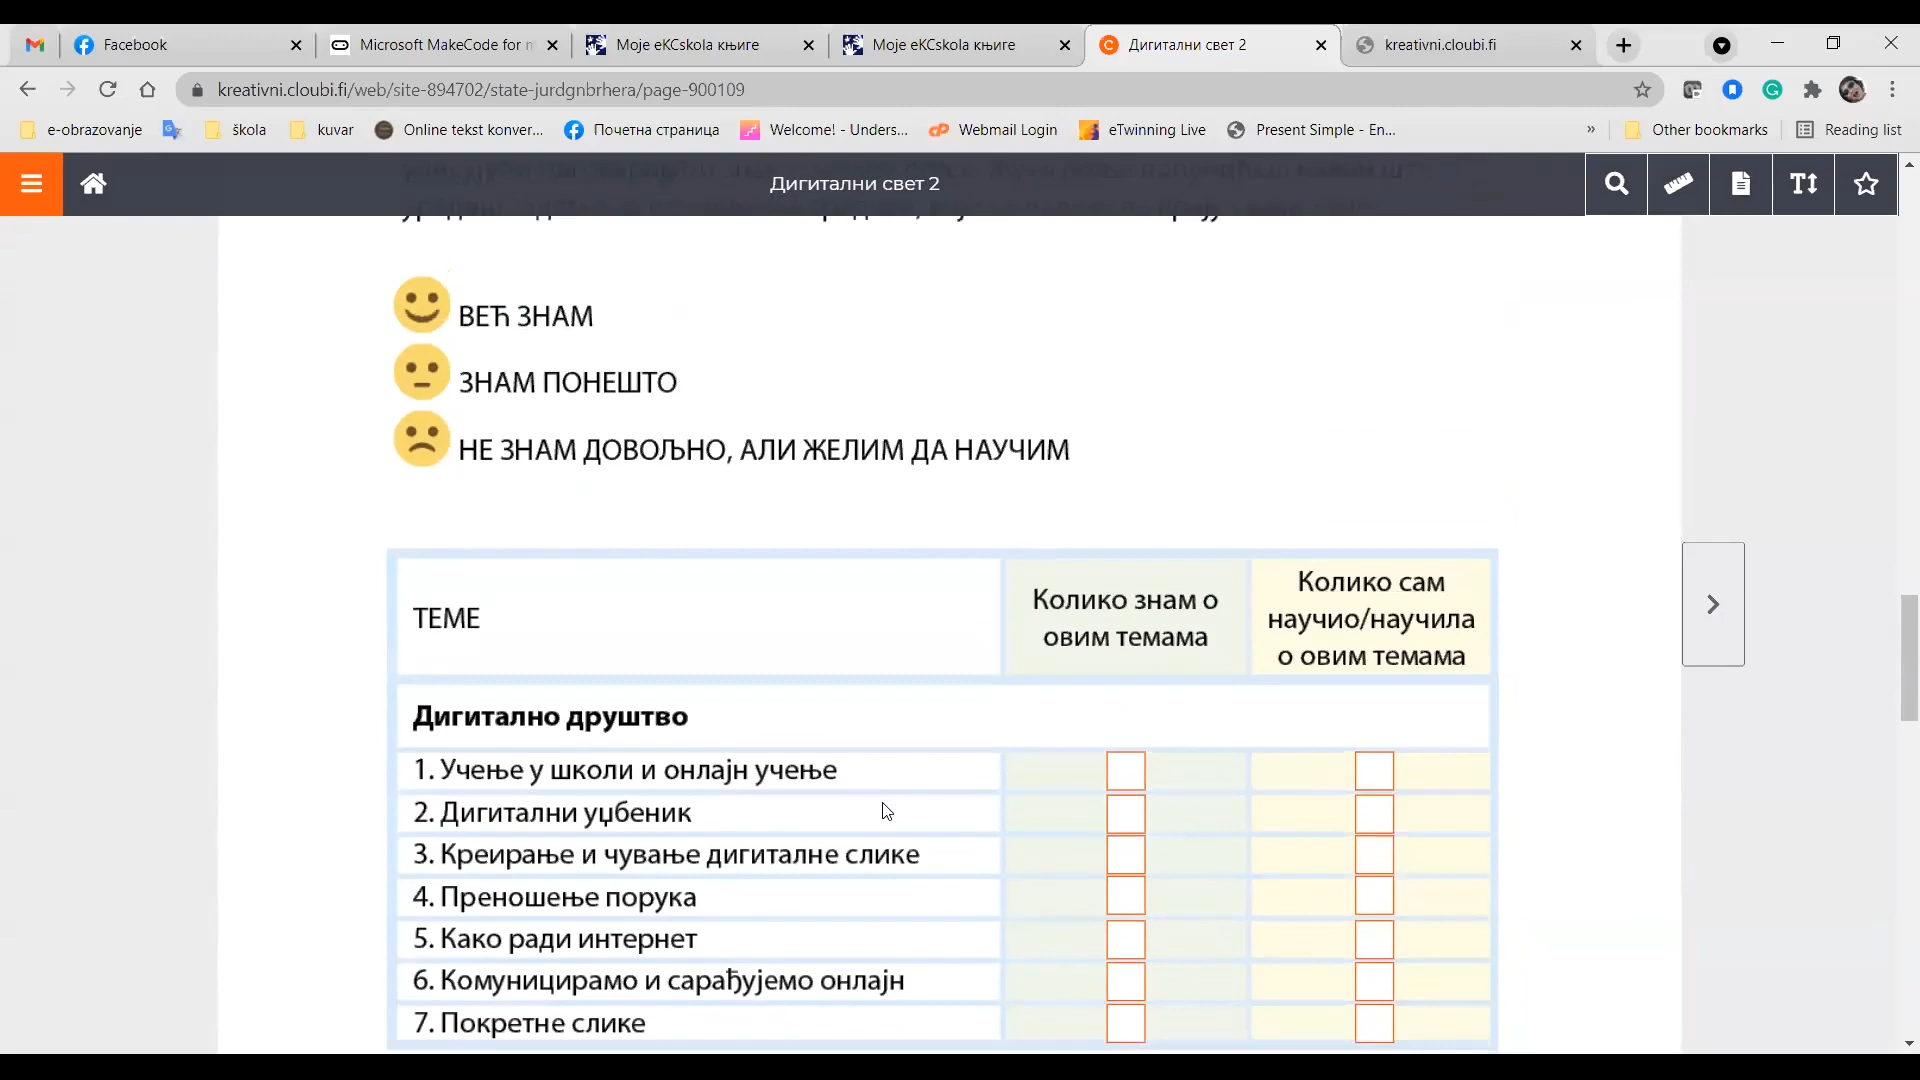 Facebook
Microsoft MakeCode for m
Моје eKCskola књиге
Моје eKCskola књиге
Дигитални свет 2
kreativni.cloubi.fi
kreativni.cloubi.fi/web/site-894702/state-jurdgnbrhera/page-900109
e-obrazovanje
škola
kuvar
Online tekst konver...
Почетна страница
Welcome! - Unders...
Webmail Login
eTwinning Live
Present Simple - En...
»
Other bookmarks
Reading list
Дигитални свет 2
ВЕЋ ЗНАМ
ЗНАМ ПОНЕШТО
НЕ ЗНАМ ДОВОЉНО, АЛИ ЖЕЛИМ ДА НАУЧИМ
ТЕМЕ
Колико знам о
овим темама
Колико сам
научио/научила
о овим темама
Дигитално друштво
1. Учење у школи и онлајн учење
2. Дигитални уџбеник
3. Креирање и чување дигиталне слике
4. Преношење порука
5. Како ради интернет
6. Комуницирамо и сарађујемо онлајн
7. Покретне слике